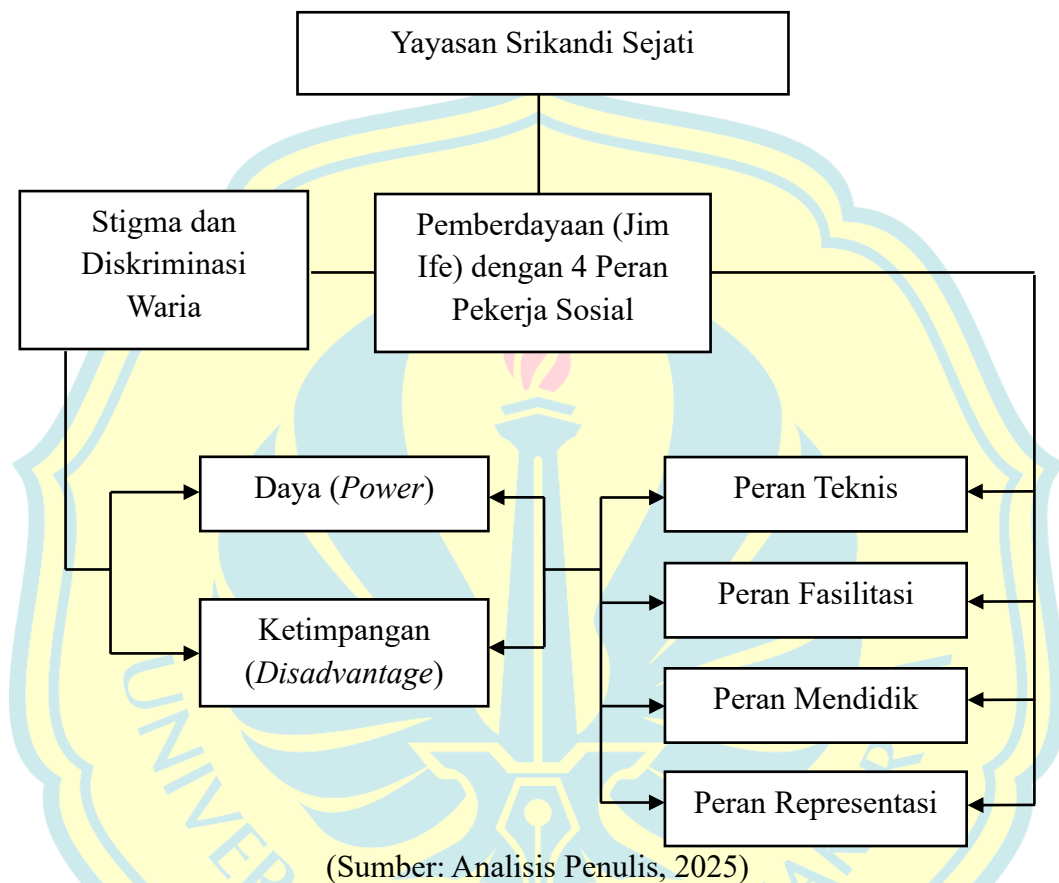 Yayasan Srikandi Sejati
Stigma dan
Diskriminasi
Waria
Pemberdayaan (Jim
Ife) dengan 4 Peran
Pekerja Sosial
Daya (Power)
Ketimpangan
(Disadvantage)
Peran Teknis
Peran Fasilitasi
Peran Mendidik
Peran Representasi
(Sumber: Analisis Penulis, 2025)